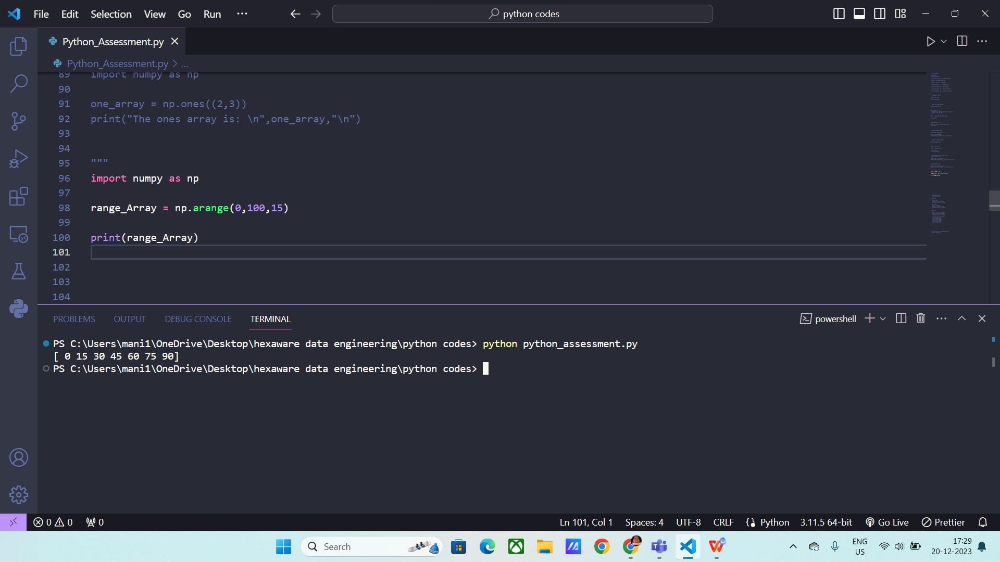 File Edit Selection View Go Run ... python codes
Python_Assessment.py
Python_Assessment.py > ...
89 import numpy as np
90
91 one_array = np.ones((2,3))
92 print("The ones array is: \n",one_array,"\n")
93
94
95 """
96 import numpy as np
97
98 range_Array = np.arange(0,100,15)
99
100 print(range_Array)
101
102
103
104
PROBLEMS OUTPUT DEBUG CONSOLE TERMINAL powershell
PS C:\Users\mani1\OneDrive\Desktop\hexaware data engineering\python codes> python python_assessment.py
[ 0 15 30 45 60 75 90]
PS C:\Users\mani1\OneDrive\Desktop\hexaware data engineering\python codes>
0 0 0 Ln 101, Col 1 Spaces: 4 UTF-8 CRLF Python 3.11.5 64-bit Go Live Prettier
Search ENG 17:29
US 20-12-2023